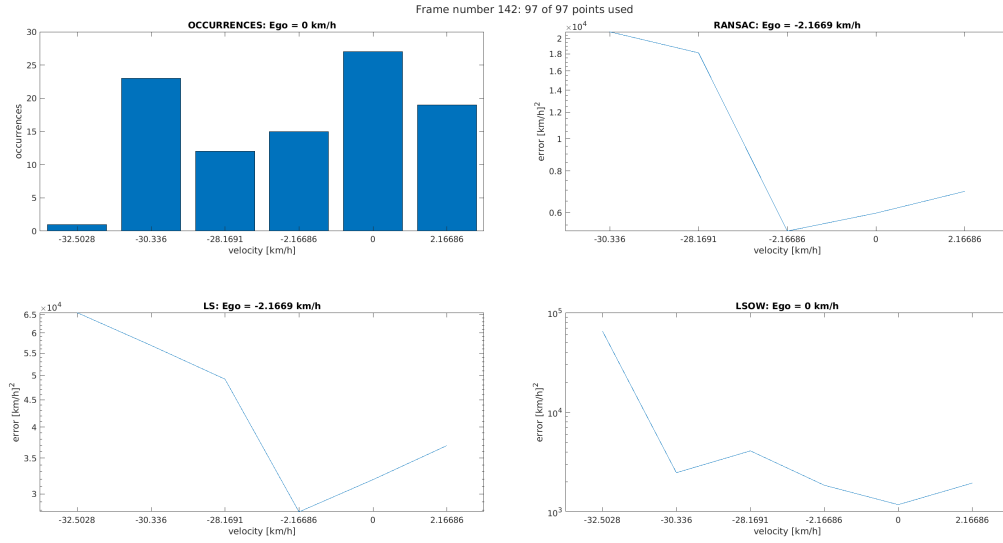 Frame number 142: 97 of 97 points used
OCCURRENCES: Ego = 0 km/h
30
25
20
15
10
5
0
occurrences
-32.5028 -30.336 -28.1691 -2.16686 0 2.16686
velocity [km/h]
RANSAC: Ego = -2.1669 km/h
×10^4
2
1.8
1.6
1.4
1.2
1
0.8
0.6
error [km/h]^2
-30.336 -28.1691 -2.16686 0 2.16686
velocity [km/h]
LS: Ego = -2.1669 km/h
×10^4
6.5
6
5.5
5
4.5
4
3.5
3
error [km/h]^2
-32.5028 -30.336 -28.1691 -2.16686 0 2.16686
velocity [km/h]
LSOW: Ego = 0 km/h
10^5
10^4
10^3
error [km/h]^2
-32.5028 -30.336 -28.1691 -2.16686 0 2.16686
velocity [km/h]